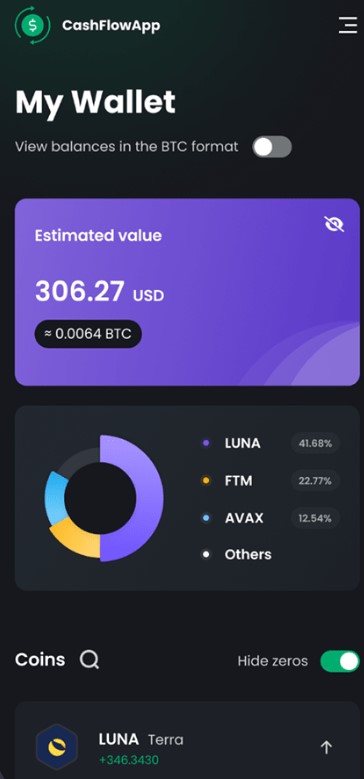 $ CashFlowApp
My Wallet
View balances in the BTC format
Estimated value
306.27 USD
≈ 0.0064 BTC
LUNA 41.68%
FTM 22.77%
AVAX 12.54%
Others
Coins Hide zeros
LUNA Terra
+346.3430